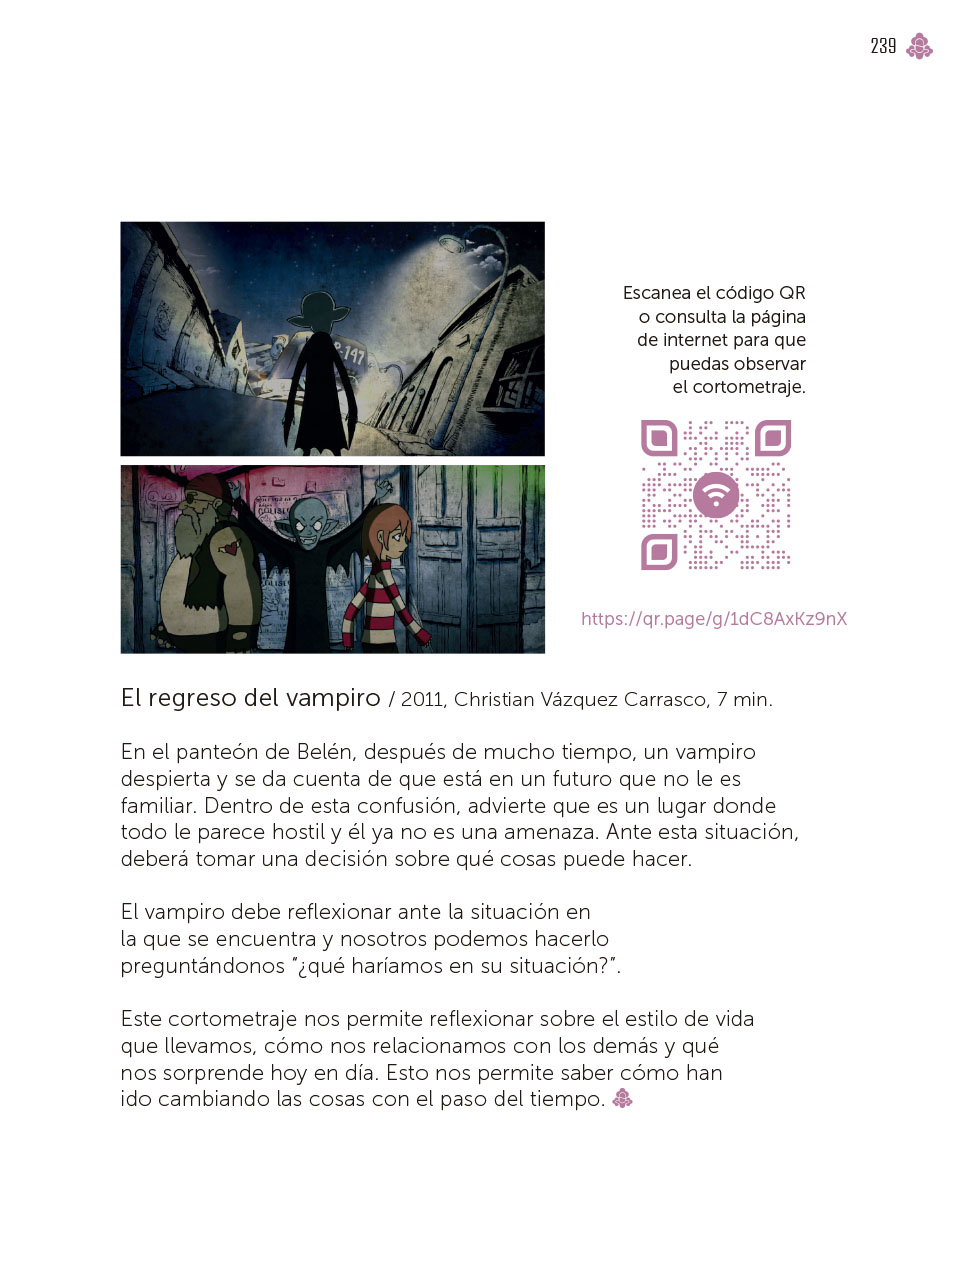 239
Escanea el código QR
o consulta la página
de internet para que
puedas observar
el cortometraje.
https://qr.page/g/1dC8AxKz9nX
El regreso del vampiro / 2011, Christian Vázquez Carrasco, 7 min.
En el panteón de Belén, después de mucho tiempo, un vampiro
despierta y se da cuenta de que está en un futuro que no le es
familiar. Dentro de esta confusión, advierte que es un lugar donde
todo le parece hostil y él ya no es una amenaza. Ante esta situación,
deberá tomar una decisión sobre qué cosas puede hacer.
El vampiro debe reflexionar ante la situación en
la que se encuentra y nosotros podemos hacerlo
preguntándonos “¿qué haríamos en su situación?”.
Este cortometraje nos permite reflexionar sobre el estilo de vida
que llevamos, cómo nos relacionamos con los demás y qué
nos sorprende hoy en día. Esto nos permite saber cómo han
ido cambiando las cosas con el paso del tiempo.